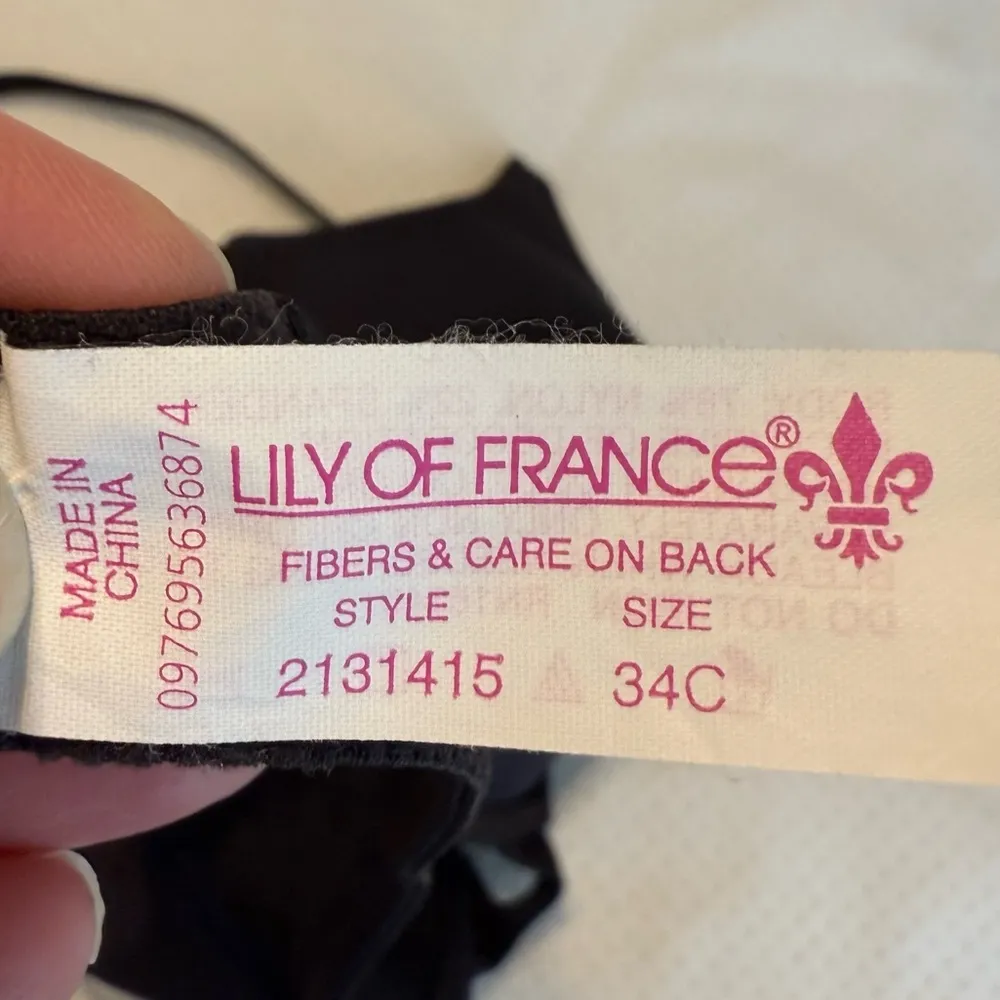 MADE IN
CHINA
097695636874
LILY OF FRANCe®
FIBERS & CARE ON BACK
STYLE SIZE
2131415 34C